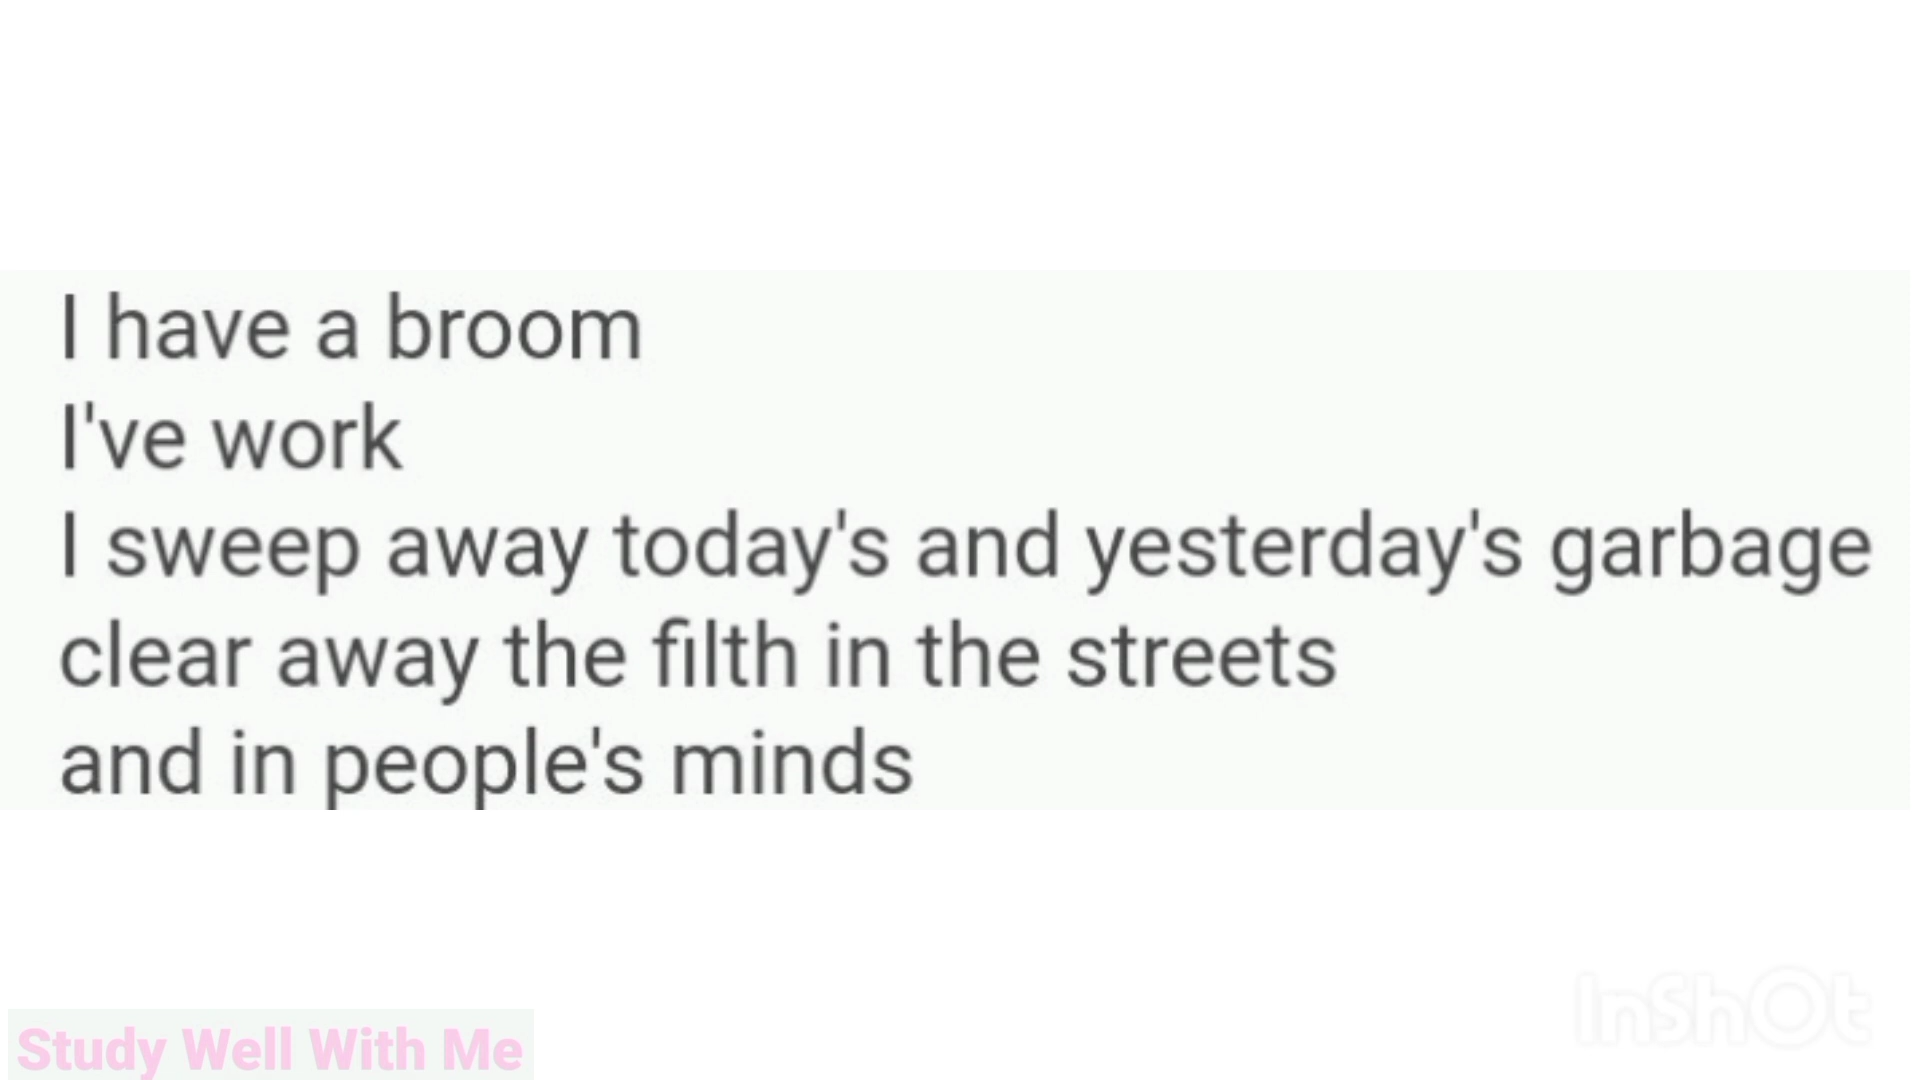 I have a broom
I've work
I sweep away today's and yesterday's garbage
clear away the filth in the streets
and in people's minds
InShOt
Study Well With Me